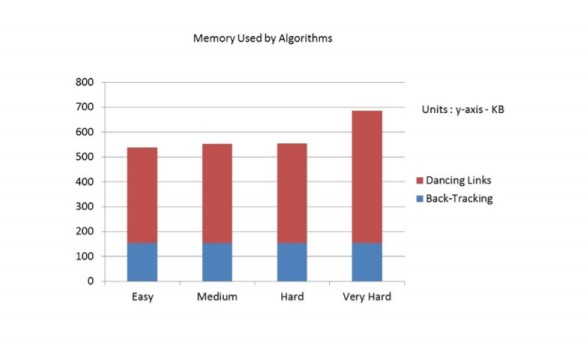 Memory Used by Algorithms
Units : y-axis - KB
800
700
600
500
400
300
200
100
0
Dancing Links
Back-Tracking
Easy Medium Hard Very Hard